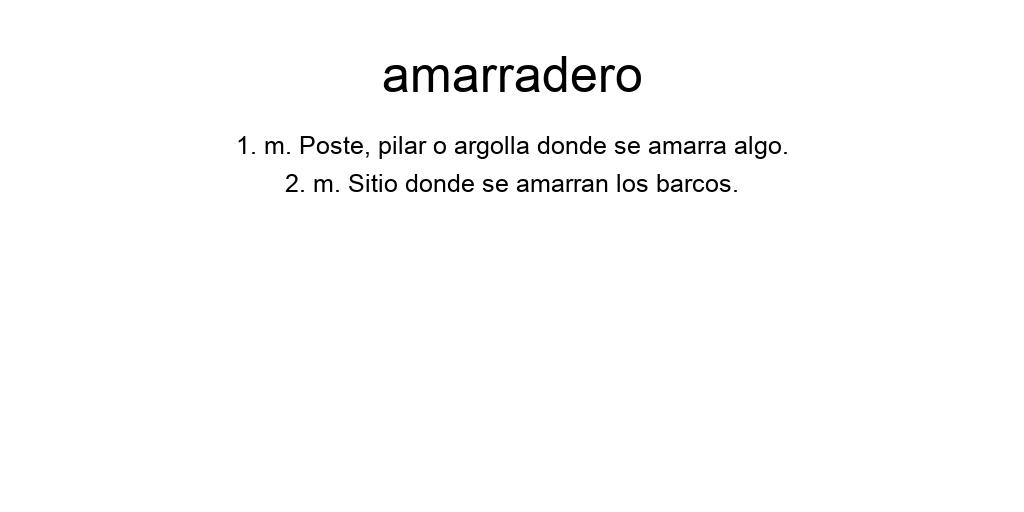 amarradero
1. m. Poste, pilar o argolla donde se amarra algo.
2. m. Sitio donde se amarran los barcos.